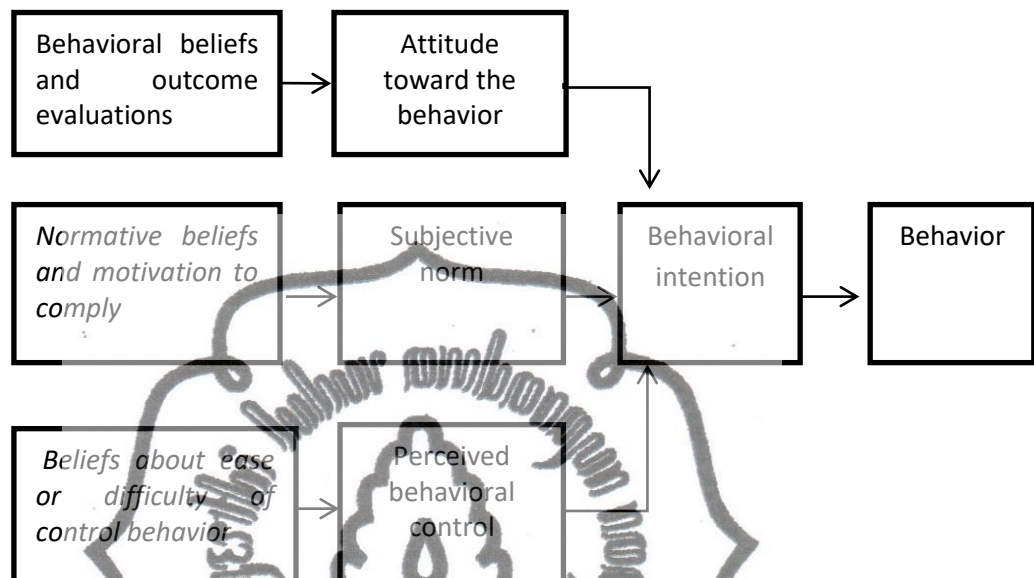 Behavioral beliefs
and outcome
evaluations
Attitude
toward the
behavior
Normative beliefs
and motivation to
comply
Subjective
norm
Behavioral
intention
Behavior
Beliefs about ease
or difficulty of
control behavior
Perceived
behavioral
control